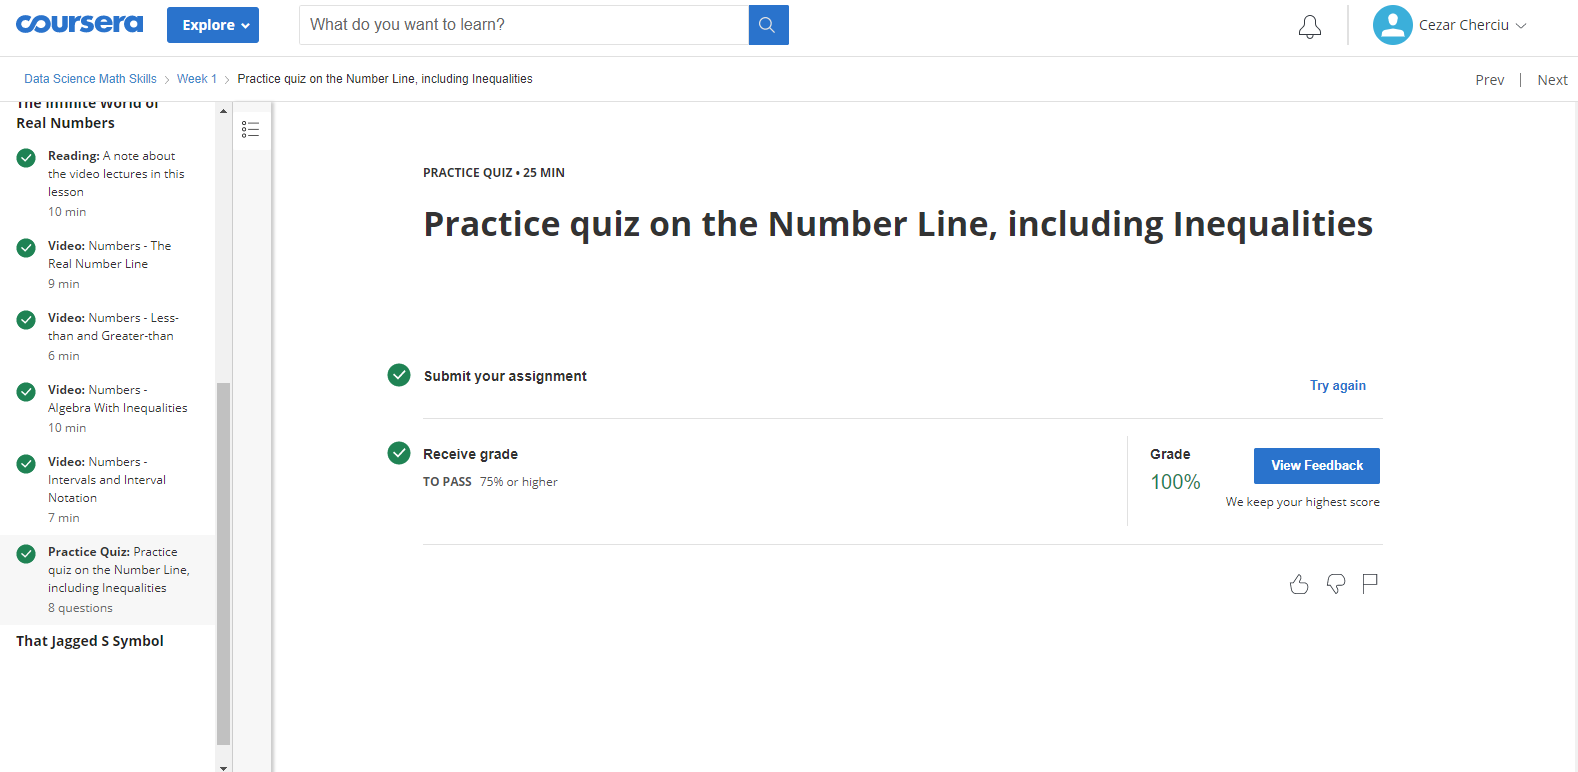 coursera
Explore
What do you want to learn?
Cezar Cherciu
Data Science Math Skills
Week 1
Practice quiz on the Number Line, including Inequalities
Prev | Next
The Infinite World of
Real Numbers
Reading: A note about
the video lectures in this
lesson
10 min
Video: Numbers - The
Real Number Line
9 min
Video: Numbers - Less-
than and Greater-than
6 min
Video: Numbers -
Algebra With Inequalities
10 min
Video: Numbers -
Intervals and Interval
Notation
7 min
Practice Quiz: Practice
quiz on the Number Line,
including Inequalities
8 questions
That Jagged S Symbol
PRACTICE QUIZ • 25 MIN
Practice quiz on the Number Line, including Inequalities
Submit your assignment
Try again
Receive grade
TO PASS 75% or higher
Grade
100%
View Feedback
We keep your highest score